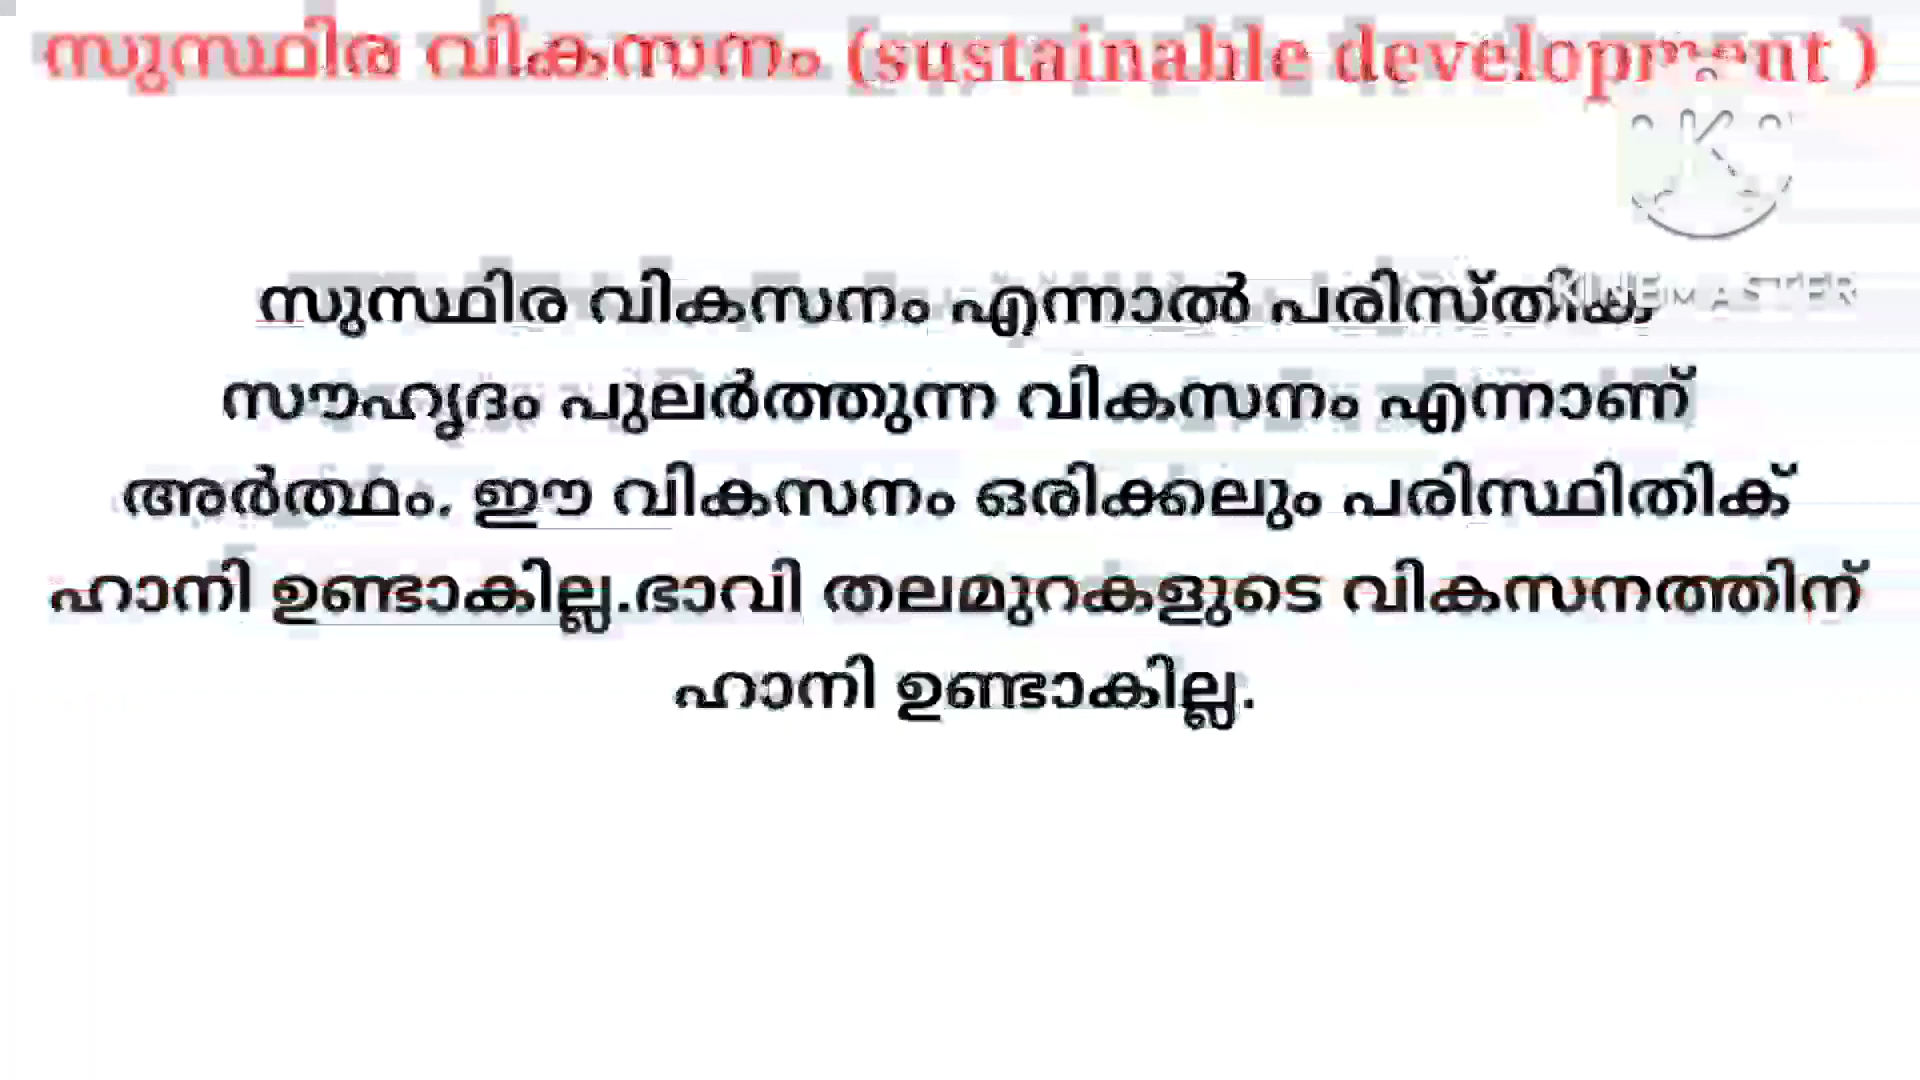 സുസ്ഥിര വികസനം (sustainable development )
സുസ്ഥിര വികസനം എന്നാൽ പരിസ്തിക
സൗഹൃദം പുലർത്തുന്ന വികസനം എന്നാണ്
അർത്ഥം. ഈ വികസനം ഒരിക്കലും പരിസ്ഥിതിക്
ഹാനി ഉണ്ടാകില്ല.ഭാവി തലമുറകളുടെ വികസനത്തിന്
ഹാനി ഉണ്ടാകില്ല.
KINEMASTER